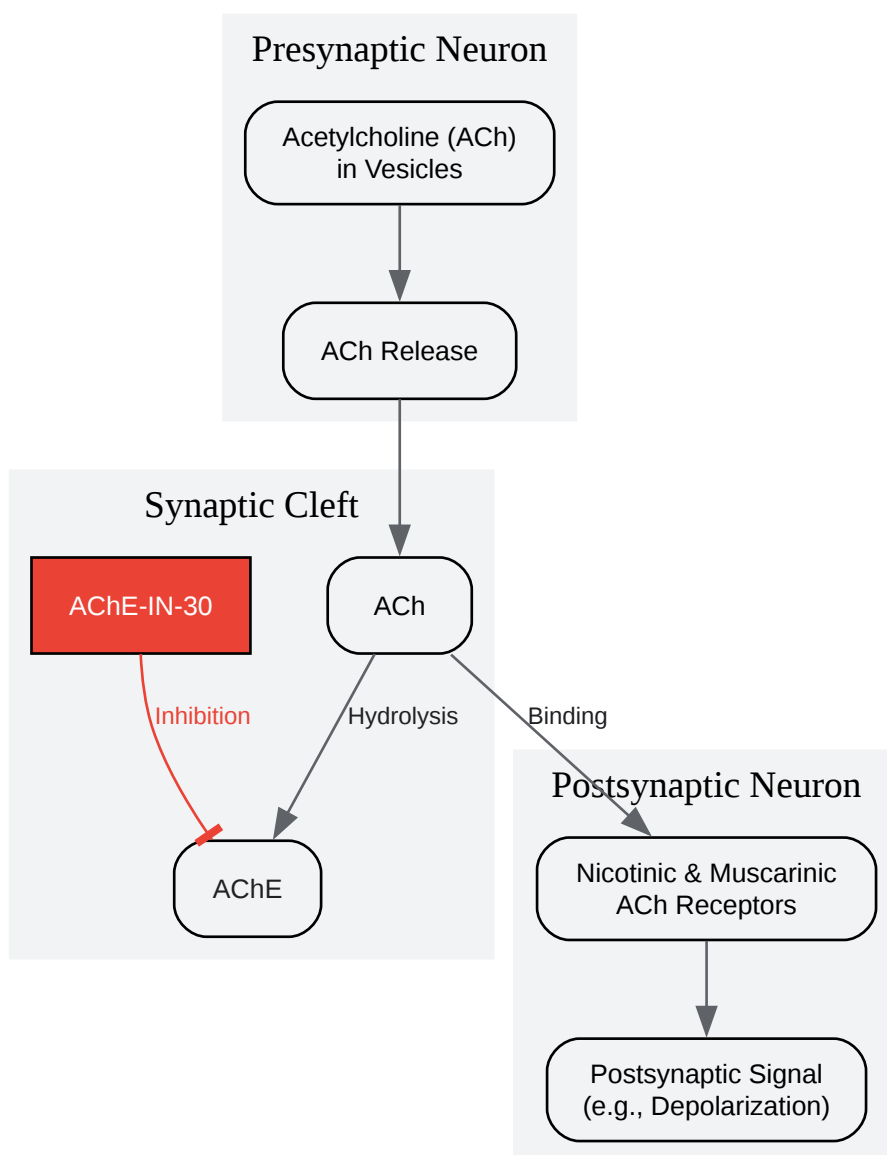 Presynaptic Neuron
Acetylcholine (ACh)
in Vesicles
ACh Release
Synaptic Cleft
AChE-IN-30
ACh
Inhibition
Hydrolysis
Binding
Postsynaptic Neuron
AChE
Nicotinic & Muscarinic
ACh Receptors
Postsynaptic Signal
(e.g., Depolarization)